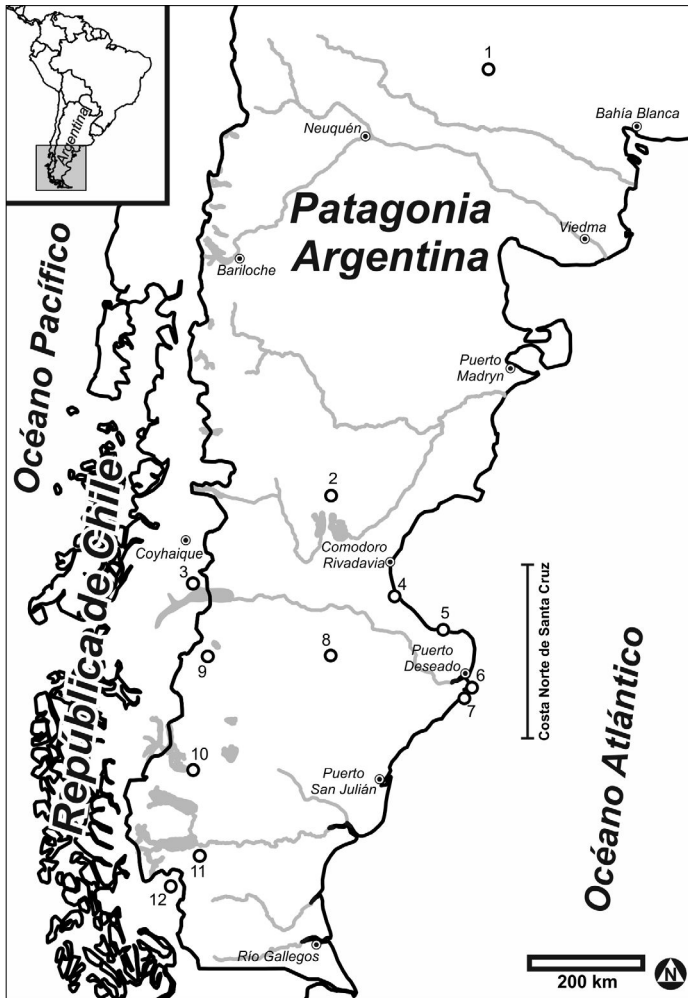 Argentina
1
Bahía Blanca
Neuquén
Patagonia
Argentina
Viedma
Bariloche
Océano Pacífico
Puerto
Madryn
2
República de Chile
Coyhaique
Comodoro
Rivadavia
3
4
5
Costa Norte de Santa Cruz
8
9
Puerto
Deseado
6
7
Océano Atlántico
10
Puerto
San Julián
11
12
Río Gallegos
200 km
N